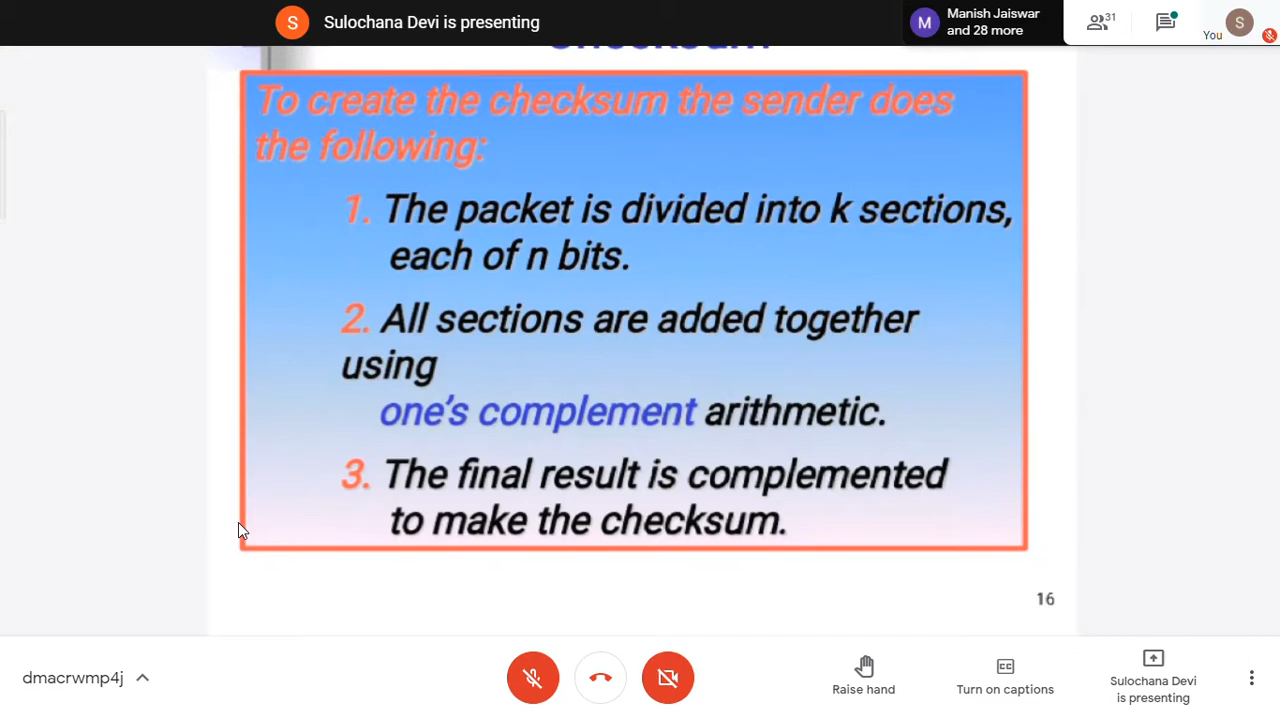 Sulochana Devi is presenting
Manish Jaiswar
and 28 more
31
You
To create the checksum the sender does
the following:
1. The packet is divided into k sections,
each of n bits.
2. All sections are added together
using
one's complement arithmetic.
3. The final result is complemented
to make the checksum.
16
dmacrwmp4j
Raise hand
Turn on captions
Sulochana Devi
is presenting